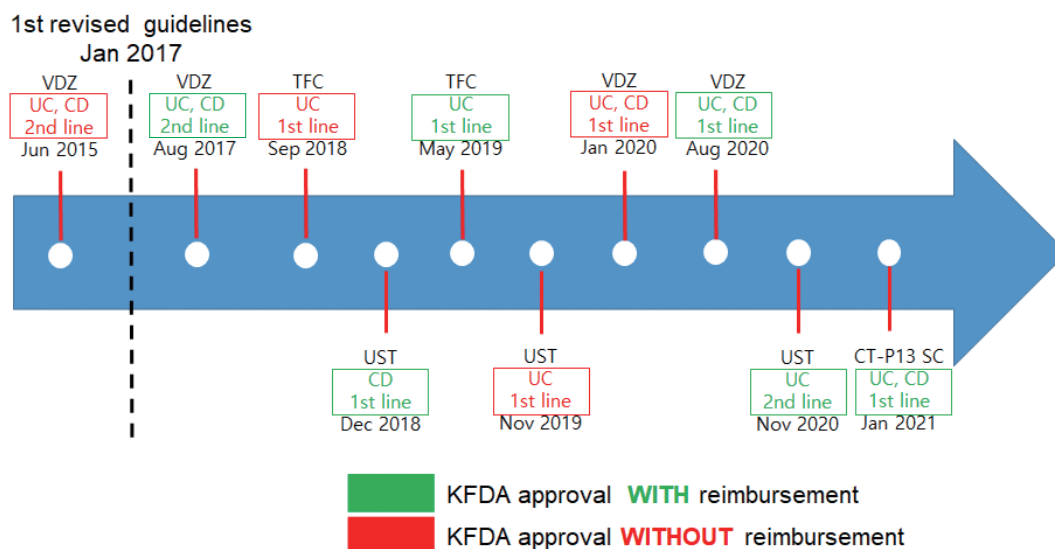 1st revised guidelines
Jan 2017
VDZ
UC, CD
2nd line
Jun 2015
VDZ
UC, CD
2nd line
Aug 2017
TFC
UC
1st line
Sep 2018
TFC
UC
1st line
May 2019
VDZ
UC, CD
1st line
Jan 2020
VDZ
UC, CD
1st line
Aug 2020
UST
CD
1st line
Dec 2018
UST
UC
1st line
Nov 2019
UST
UC
2nd line
Nov 2020
CT-P13 SC
UC, CD
1st line
Jan 2021
KFDA approval WITH reimbursement
KFDA approval WITHOUT reimbursement